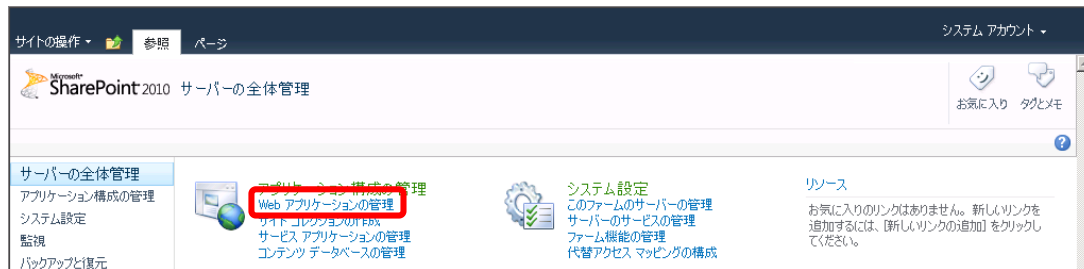 システム アカウント
サイトの操作 参照 ページ
Microsoft
SharePoint 2010 サーバーの全体管理
お気に入り タグとメモ
サーバーの全体管理
アプリケーション構成の管理
システム設定
監視
バックアップと復元
アプリケーション構成の管理
Web アプリケーションの管理
サイト コレクションの作成
サービス アプリケーションの管理
コンテンツ データベースの管理
システム設定
このファームのサーバーの管理
サーバーのサービスの管理
ファーム機能の管理
代替アクセス マッピングの構成
リソース
お気に入りのリンクはありません。新しいリンクを
追加するには、[新しいリンクの追加] をクリックし
てください。